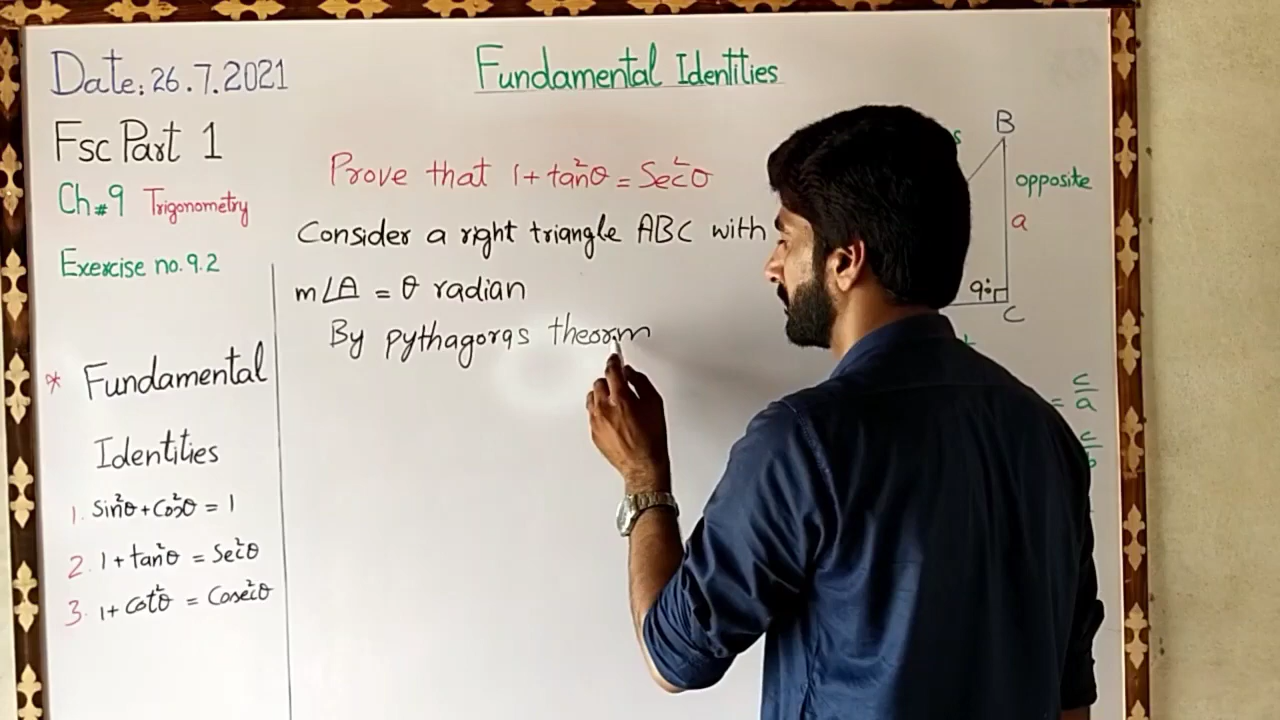 Date: 26.7.2021
Fundamental Identities
Fsc Part 1
Ch#9 Trigonometry
Exercise no. 9.2
* Fundamental
Identities
1. Sin²θ + Cos²θ = 1
2. 1 + tan²θ = Sec²θ
3. 1 + Cot²θ = Cosec²θ
Prove that 1 + tan²θ = Sec²θ
Consider a right triangle ABC with
m∠A = θ radian
By pythagoras theorm
B
opposite
a
90°
C
= c/a
c/b